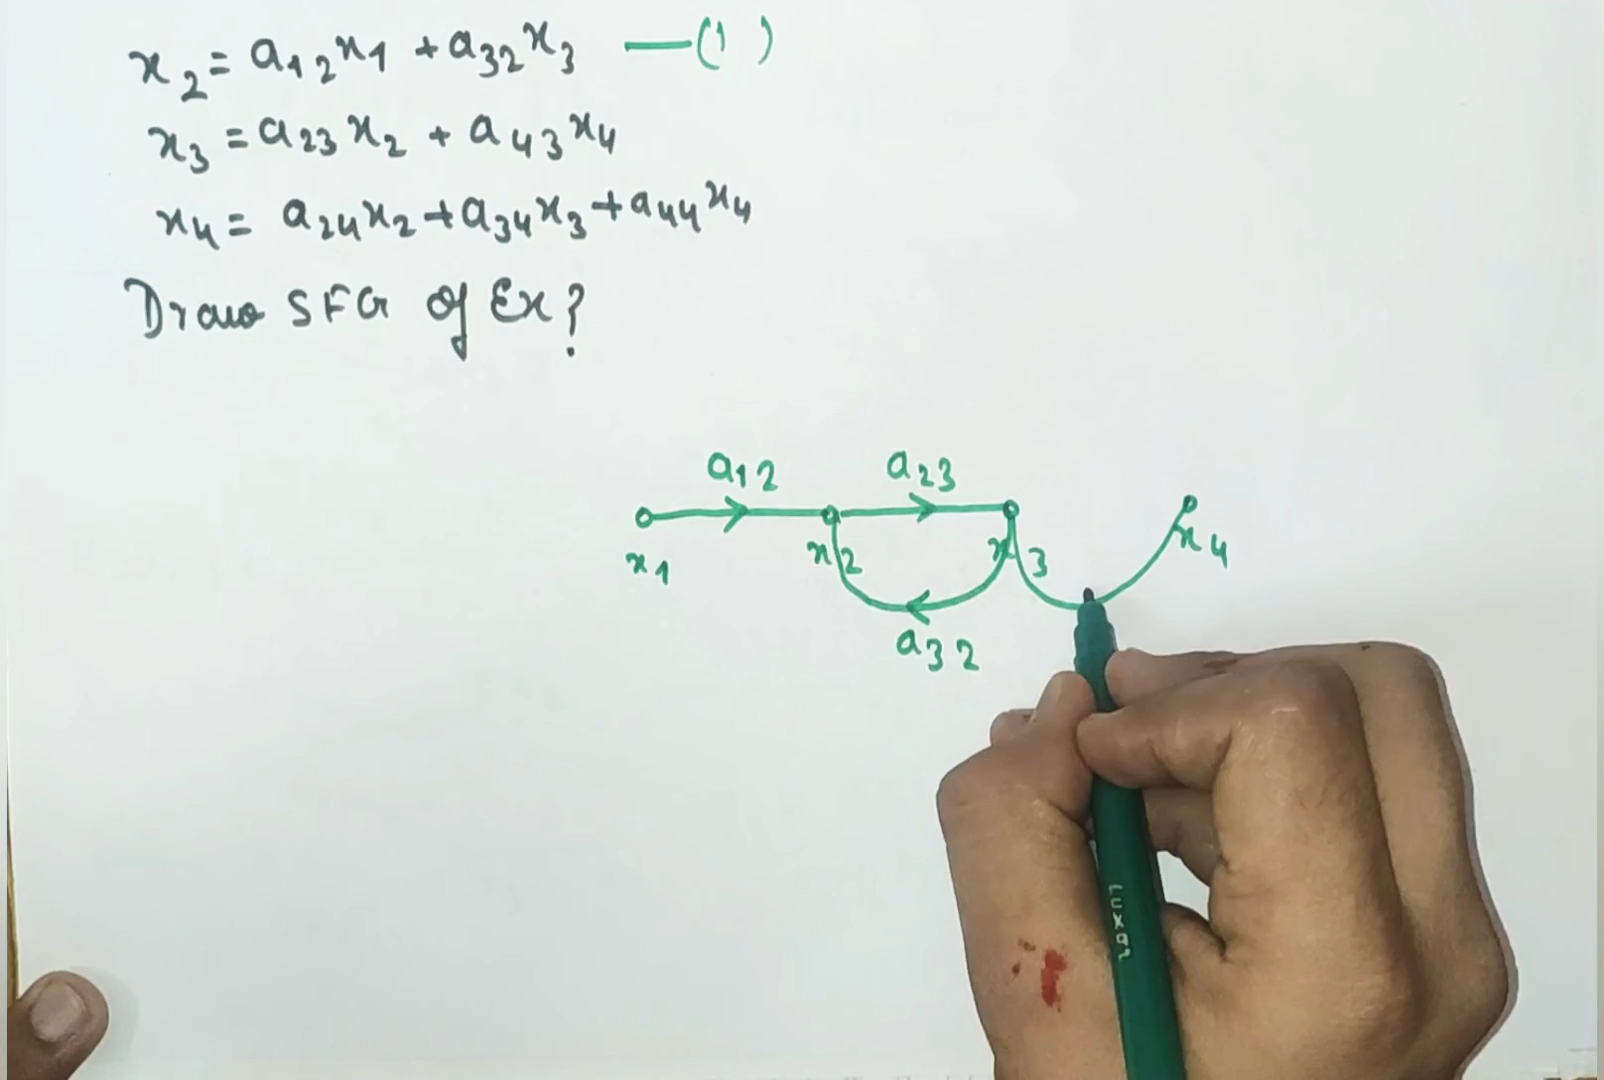 x2 = a12x1 + a32x3 —(1)
x3 = a23x2 + a43x4
x4 = a24x2 + a34x3 + a44x4
Draw SFG of Ex?
a12 a23
x1 x2 x3 x4
a32
LUXOR